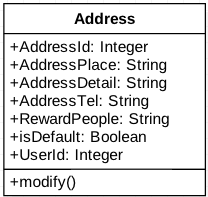 Address
+AddressId: Integer
+AddressPlace: String
+AddressDetail: String
+AddressTel: String
+RewardPeople: String
+isDefault: Boolean
+UserId: Integer
+modify()